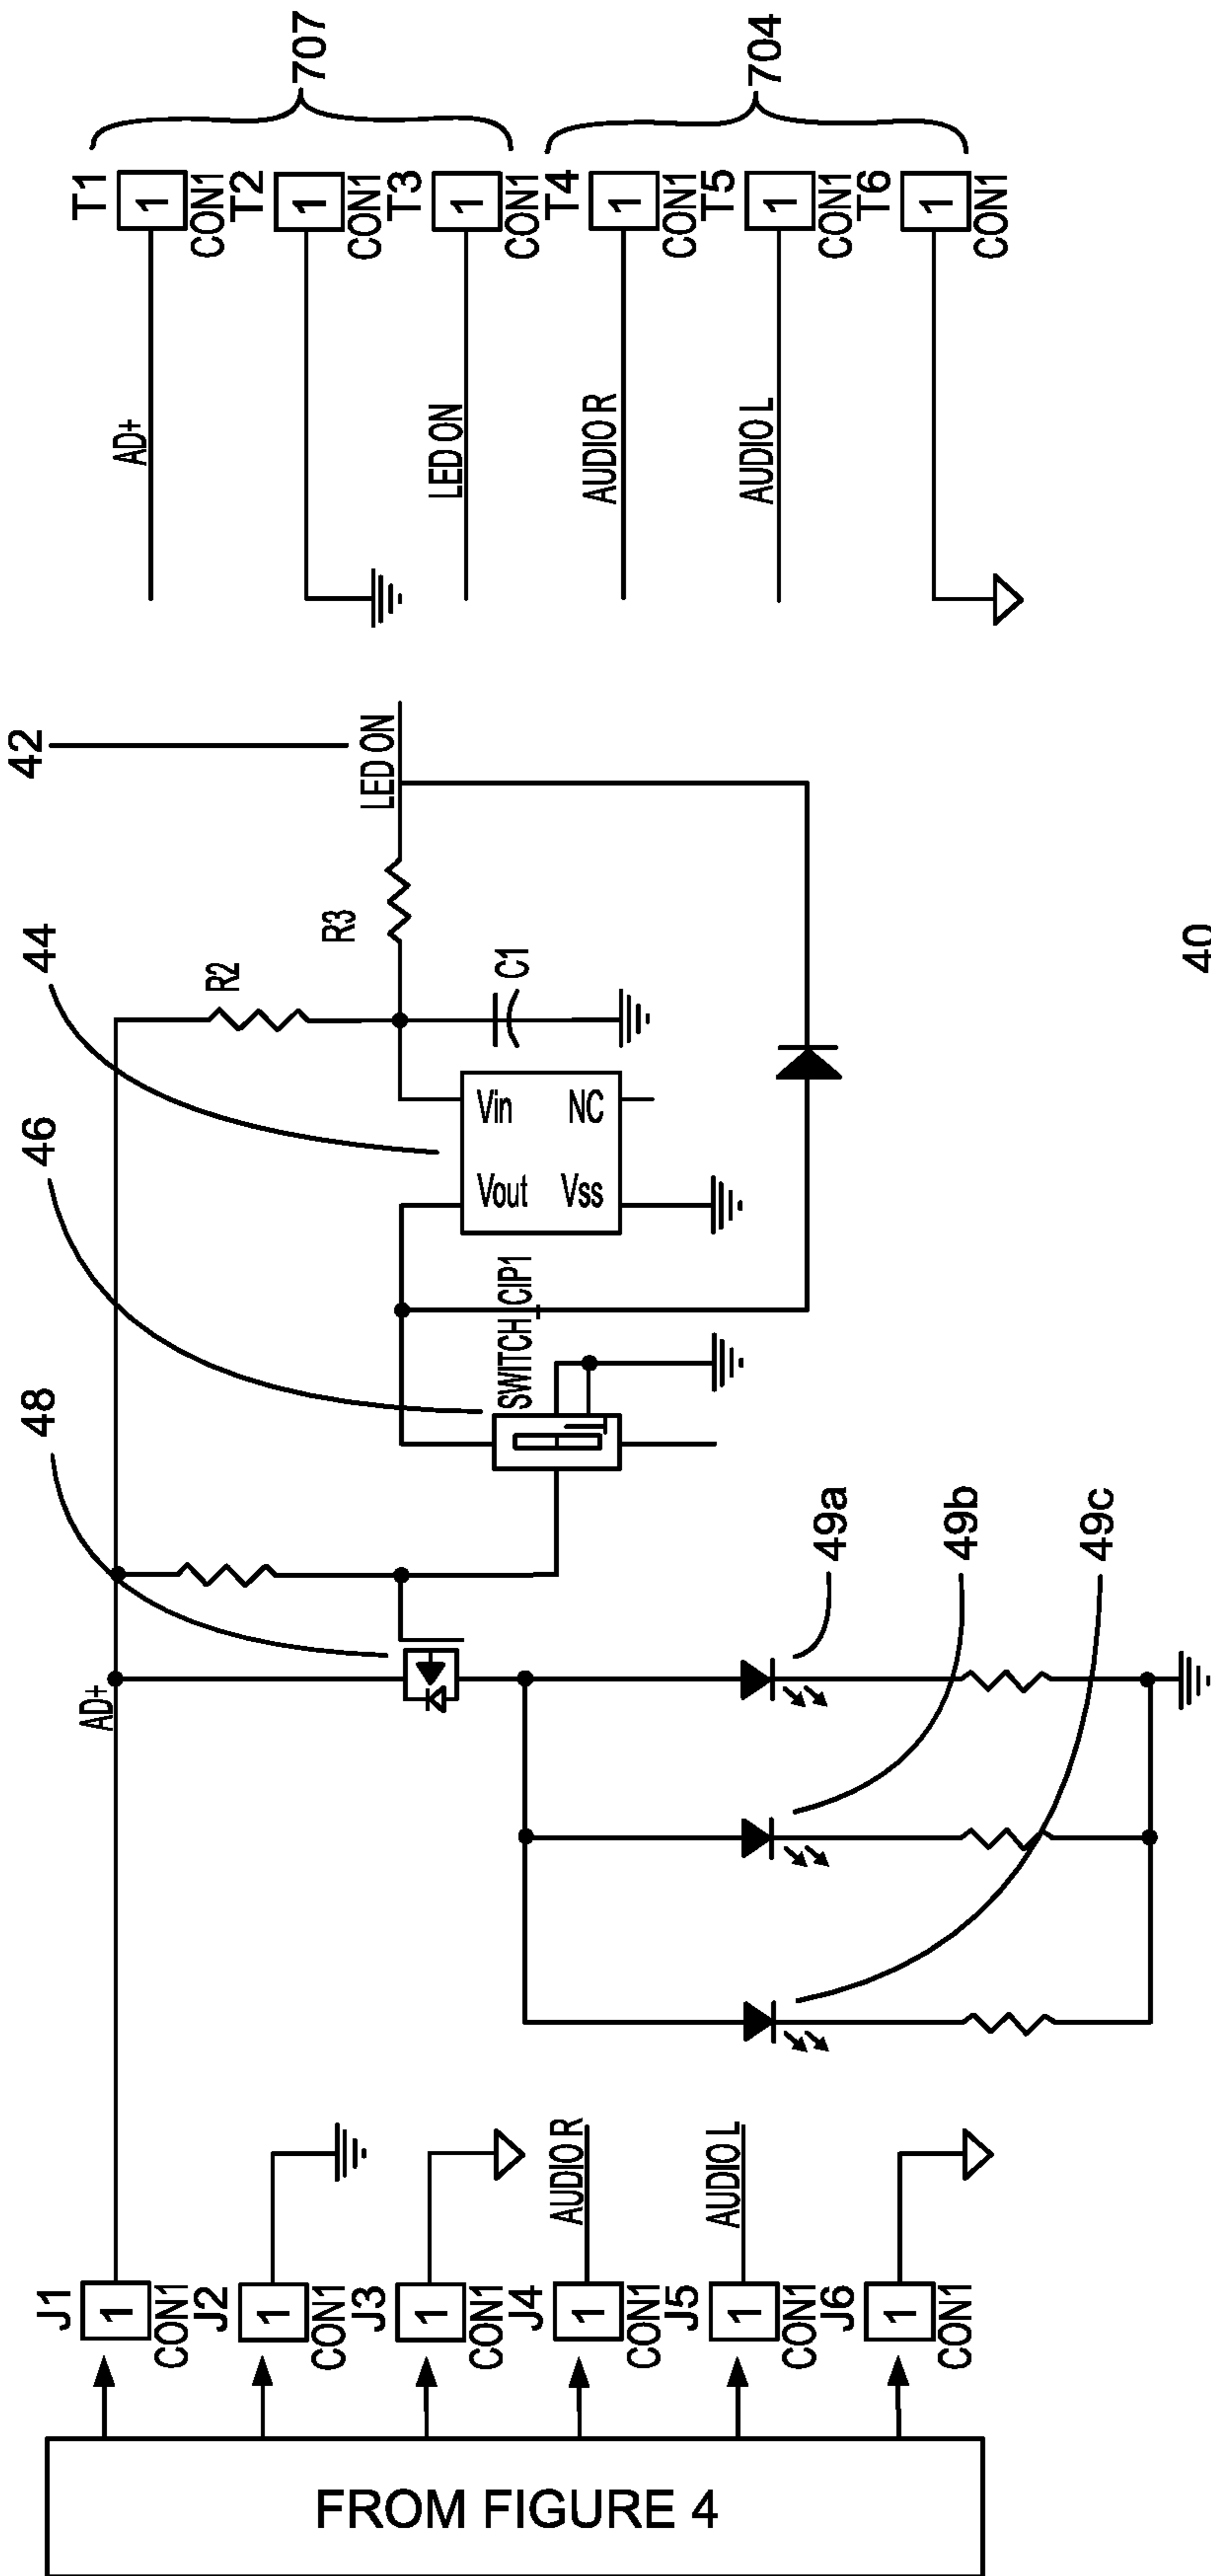 FROM FIGURE 4
J1
1
CON1
J2
1
CON1
J3
1
CON1
J4
1
CON1
J5
1
CON1
J6
1
CON1
AUDIO R
AUDIO L
AD+
48
46
44
42
SWITCH_CIP1
Vout
Vin
Vss
NC
R2
R3
C1
LED ON
49a
49b
49c
AD+
LED ON
AUDIO R
AUDIO L
T1
1
CON1
T2
1
CON1
T3
1
CON1
T4
1
CON1
T5
1
CON1
T6
1
CON1
707
704
40